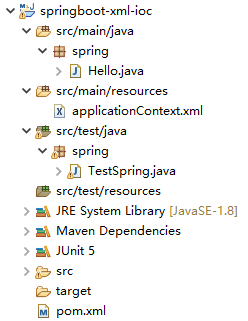 springboot-xml-ioc
src/main/java
spring
Hello.java
src/main/resources
applicationContext.xml
src/test/java
spring
TestSpring.java
src/test/resources
JRE System Library [JavaSE-1.8]
Maven Dependencies
JUnit 5
src
target
pom.xml